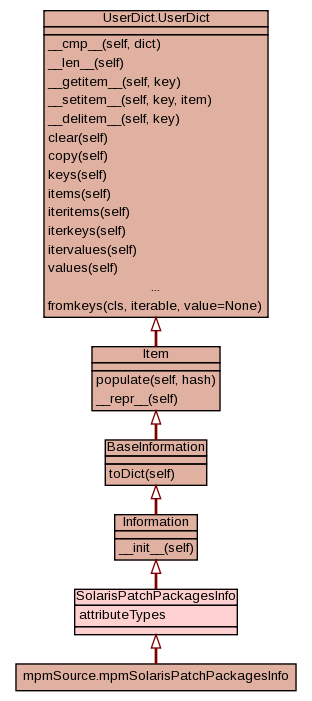 UserDict.UserDict
__cmp__(self, dict)
__len__(self)
__getitem__(self, key)
__setitem__(self, key, item)
__delitem__(self, key)
clear(self)
copy(self)
keys(self)
items(self)
iteritems(self)
iterkeys(self)
itervalues(self)
values(self)
...
fromkeys(cls, iterable, value=None)
Item
populate(self, hash)
__repr__(self)
BaseInformation
toDict(self)
Information
__init__(self)
SolarisPatchPackagesInfo
attributeTypes
mpmSource.mpmSolarisPatchPackagesInfo